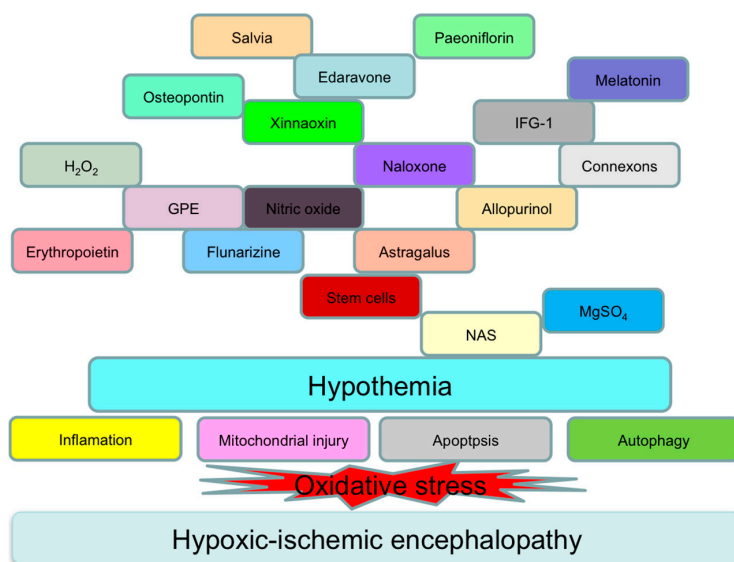 Salvia
Paeoniflorin
Edaravone
Melatonin
Osteopontin
Xinnaoxin
IFG-1
H₂O₂
Naloxone
Connexons
GPE
Nitric oxide
Allopurinol
Erythropoietin
Flunarizine
Astragalus
Stem cells
MgSO₄
NAS
Hypothemia
Inflamation
Mitochondrial injury
Apoptpsis
Autophagy
Oxidative stress
Hypoxic-ischemic encephalopathy